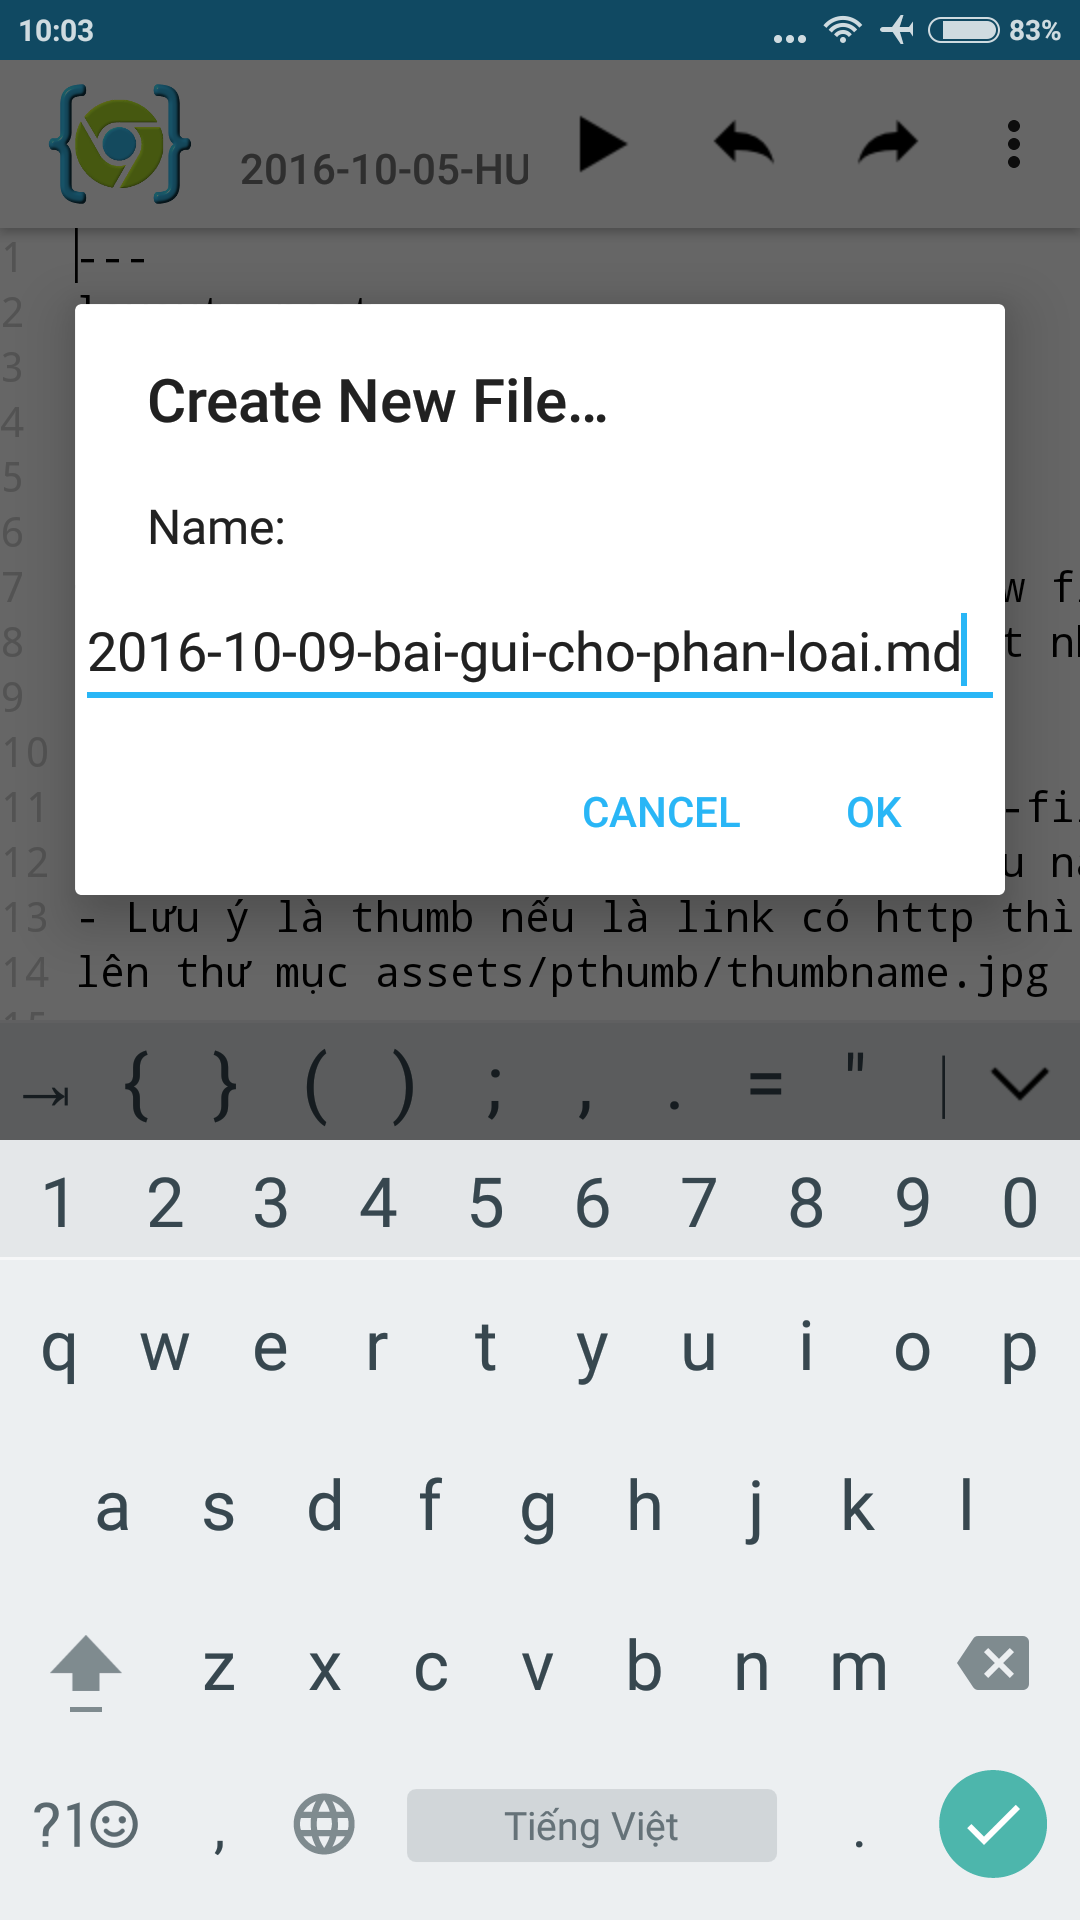 10:03
83%
2016-10-05-HU
1 ---
2
3
4
5
6
7
8
9
10
11
12
Create New File...
Name:
2016-10-09-bai-gui-cho-phan-loai.md
CANCEL OK
13 - Lưu ý là thumb nếu là link có http thì
14 lên thư mục assets/pthumb/thumbname.jpg
{ } ( ) ; , . = " |
1 2 3 4 5 6 7 8 9 0
q w e r t y u i o p
a s d f g h j k l
z x c v b n m
?1 , Tiếng Việt .